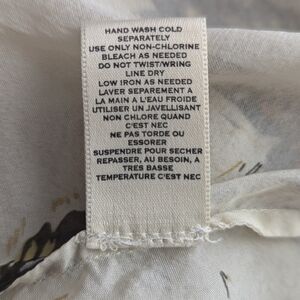 HAND WASH COLD
SEPARATELY
USE ONLY NON-CHLORINE
BLEACH AS NEEDED
DO NOT TWIST/WRING
LINE DRY
LOW IRON AS NEEDED
LAVER SEPAREMENT A
LA MAIN A L'EAU FROIDE
UTILISER UN JAVELLISANT
NON CHLORE QUAND
C'EST NEC
NE PAS TORDE OU
ESSORER
SUSPENDRE POUR SECHER
REPASSER, AU BESOIN, A
TRES BASSE
TEMPERATURE C'EST NEC